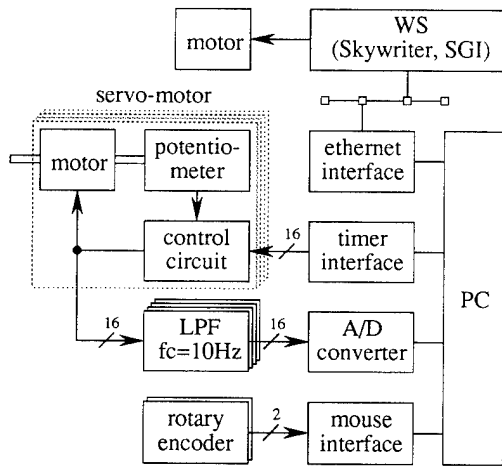 WS
motor
(Skywriter, SGI)
servo-motor
motor
potentio-
meter
ethernet
interface
control
circuit
16
timer
interface
PC
16
LPF
fc=10Hz
16
A/D
converter
rotary
encoder
2
mouse
interface